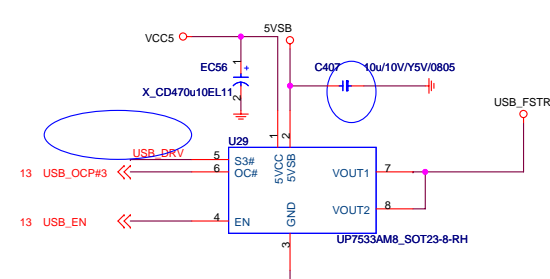 5VSB
VCC5
EC56
1
+
X_CD470u10EL11
2
C407
10u/10V/Y5V/0805
USB_FSTR
U29
USB_DRV
1
2
5
S3#
5VCC
5VSB
VOUT1
7
13 USB_OCP#3
6
OC#
13 USB_EN
4
EN
GND
VOUT2
8
3
UP7533AM8_SOT23-8-RH